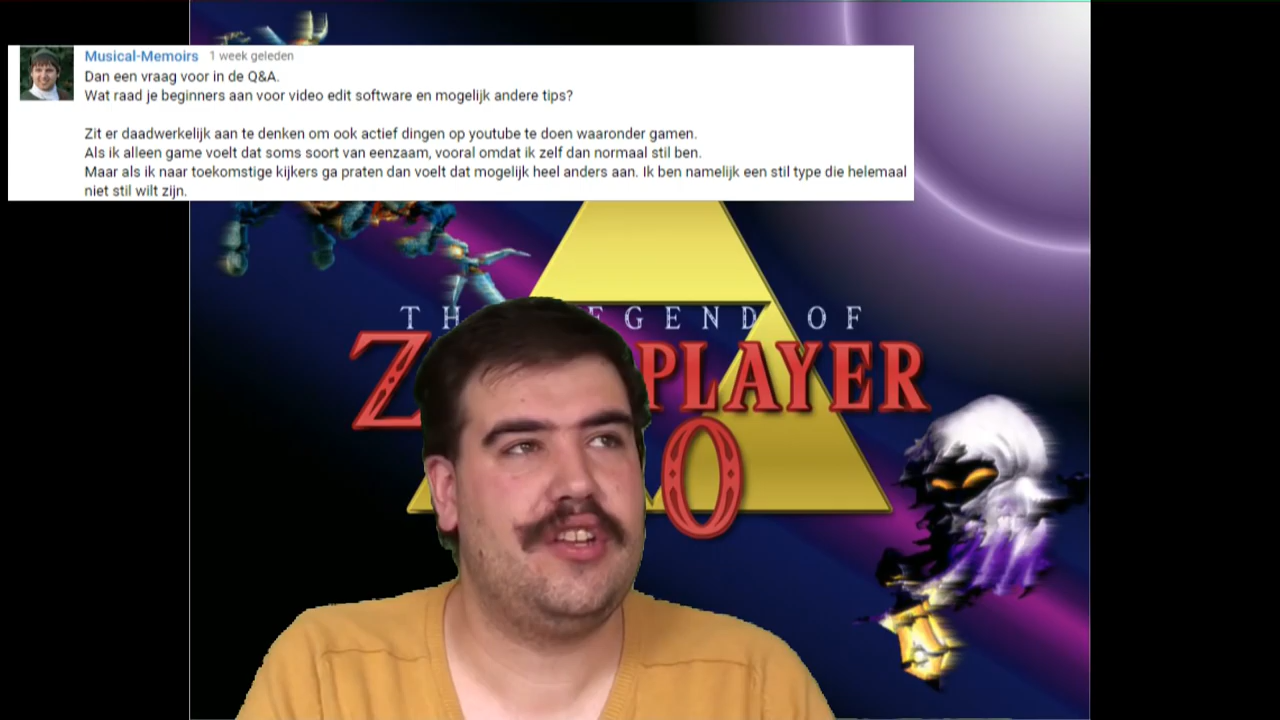 Musical-Memoirs 1 week geleden
Dan een vraag voor in de Q&A.
Wat raad je beginners aan voor video edit software en mogelijk andere tips?
Zit er daadwerkelijk aan te denken om ook actief dingen op youtube te doen waaronder gamen.
Als ik alleen game voelt dat soms soort van eenzaam, vooral omdat ik zelf dan normaal stil ben.
Maar als ik naar toekomstige kijkers ga praten dan voelt dat mogelijk heel anders aan. Ik ben namelijk een stil type die helemaal
niet stil wilt zijn.
OF
PLAYER
0